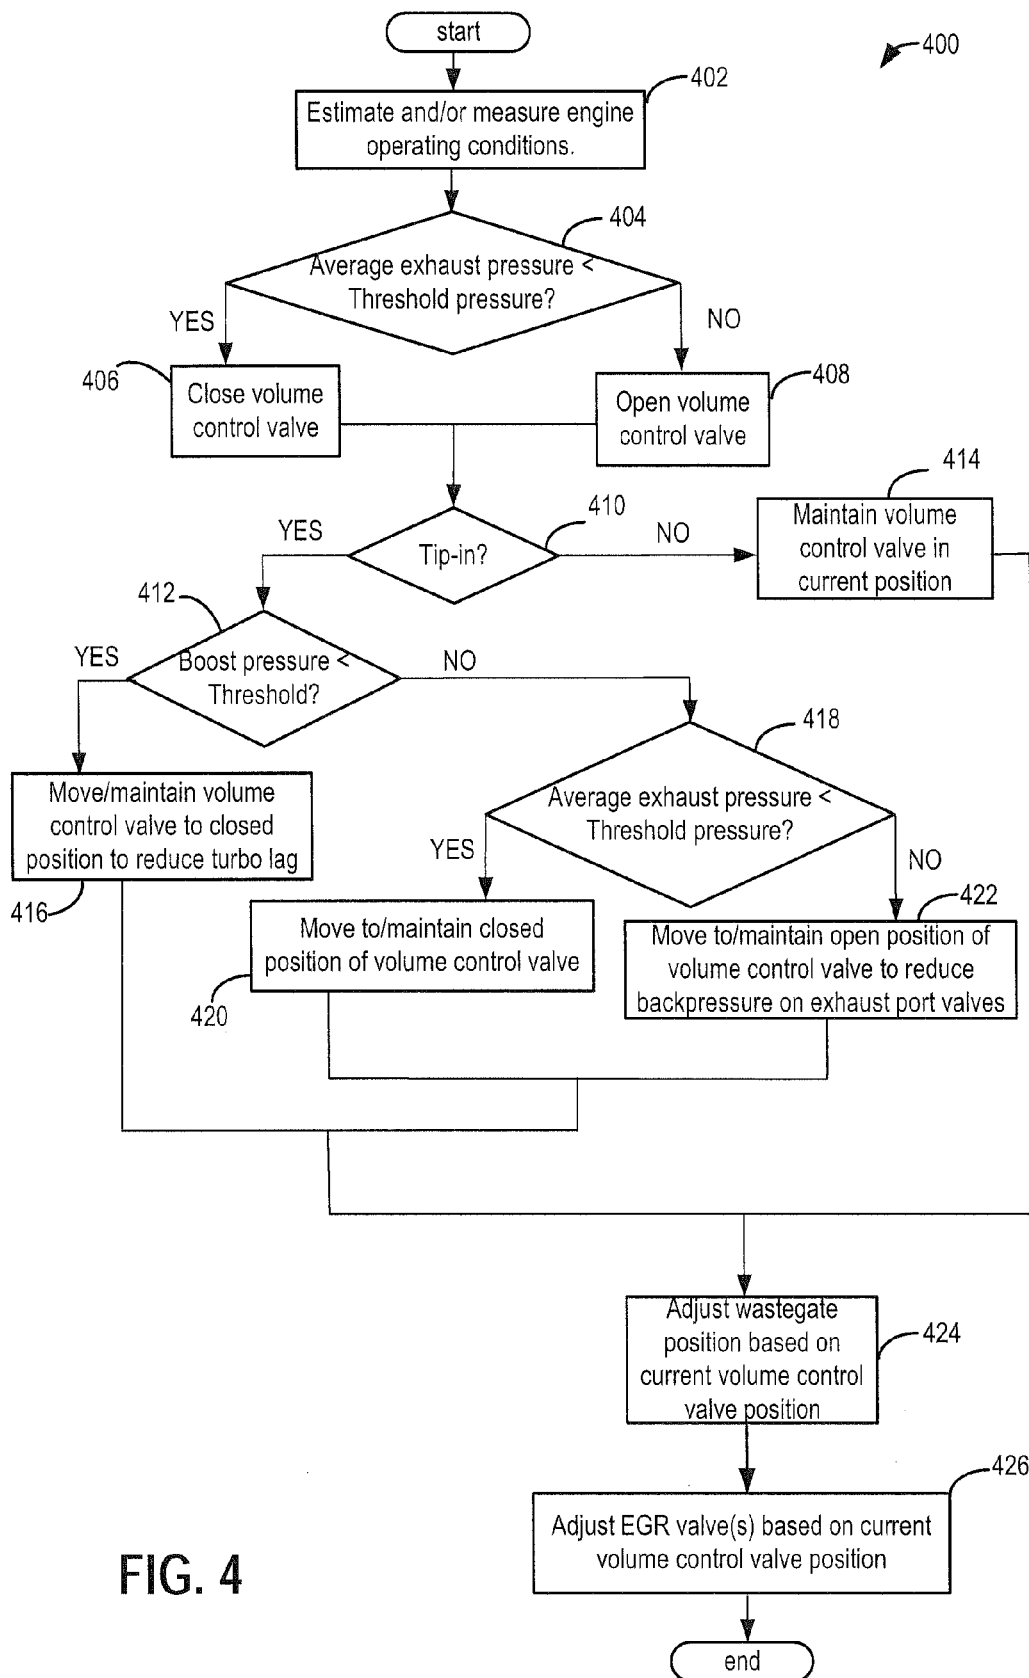 start
400
402
Estimate and/or measure engine
operating conditions.
404
Average exhaust pressure <
Threshold pressure?
YES
NO
406
Close volume
control valve
408
Open volume
control valve
410
414
YES
Tip-in?
NO
Maintain volume
control valve in
current position
412
YES
Boost pressure <
Threshold?
NO
418
Average exhaust pressure <
Threshold pressure?
YES
NO
Move/maintain volume
control valve to closed
position to reduce turbo lag
416
Move to/maintain closed
position of volume control valve
420
422
Move to/maintain open position of
volume control valve to reduce
backpressure on exhaust port valves
Adjust wastegate
position based on
current volume control
valve position
424
426
Adjust EGR valve(s) based on current
volume control valve position
FIG. 4
end